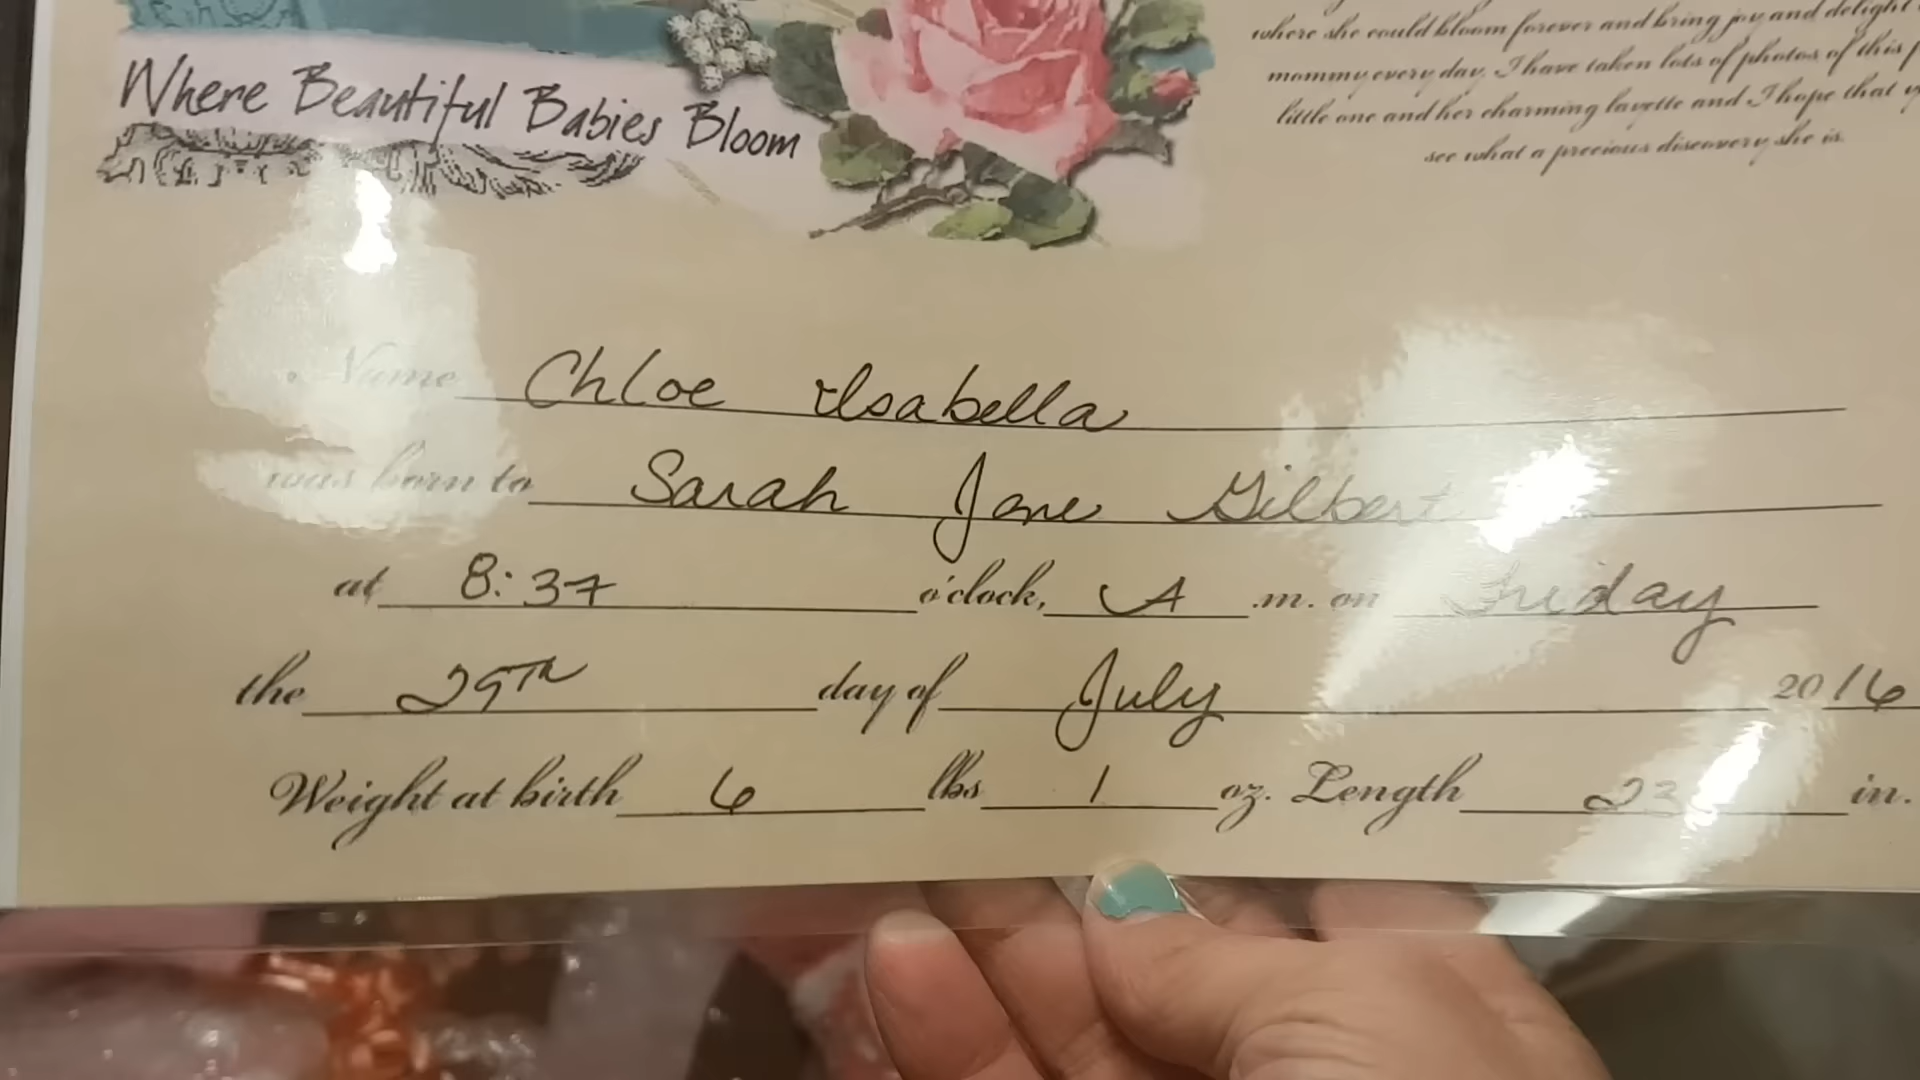 Where Beautiful Babies Bloom
where she could bloom forever and bring joy and delight
mommy every day. I have taken lots of photos of this
little one and her charming layette and I hope that
see what a precious discovery she is.
Name Chloe Isabella
was born to Sarah Jane Gilbert
at 8:37 o'clock, A .m. on Friday
the 29TH day of July 2016
Weight at birth 6 lbs 1 oz. Length 23 in.